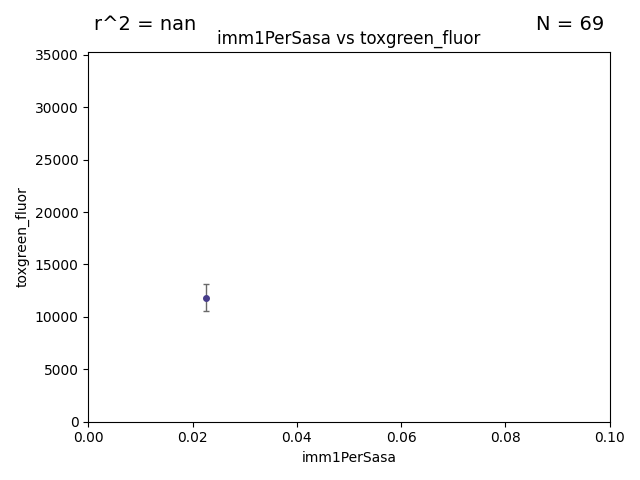 r^2 = nan
N = 69
imm1PerSasa vs toxgreen_fluor
35000
30000
25000
20000
15000
10000
5000
0
toxgreen_fluor
0.00 0.02 0.04 0.06 0.08 0.10
imm1PerSasa